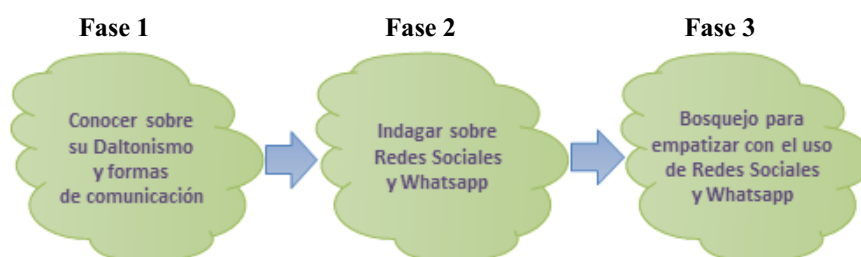 Fase 1
Fase 2
Fase 3
Conocer sobre
su Daltonismo
y formas
de comunicación
Indagar sobre
Redes Sociales
y Whatsapp
Bosquejo para
empatizar con el uso
de Redes Sociales
y Whatsapp